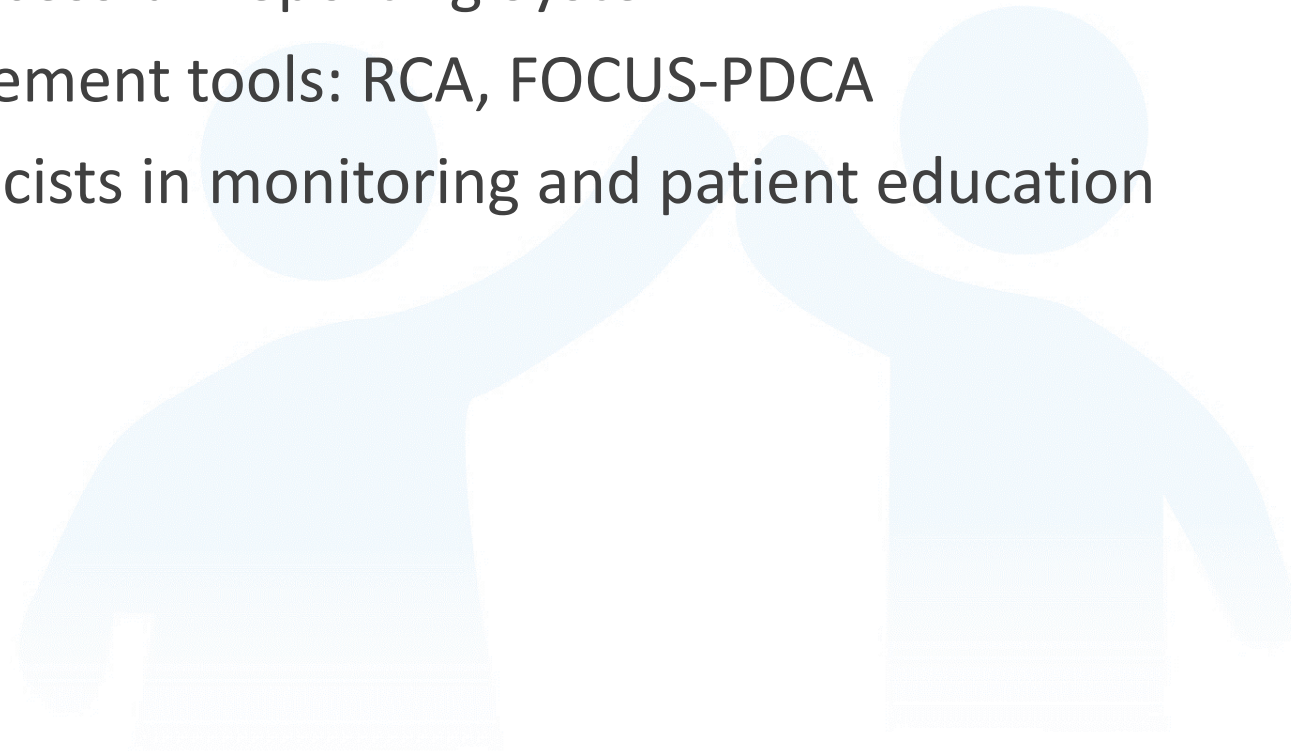 ement tools: RCA, FOCUS-PDCA
cists in monitoring and patient education